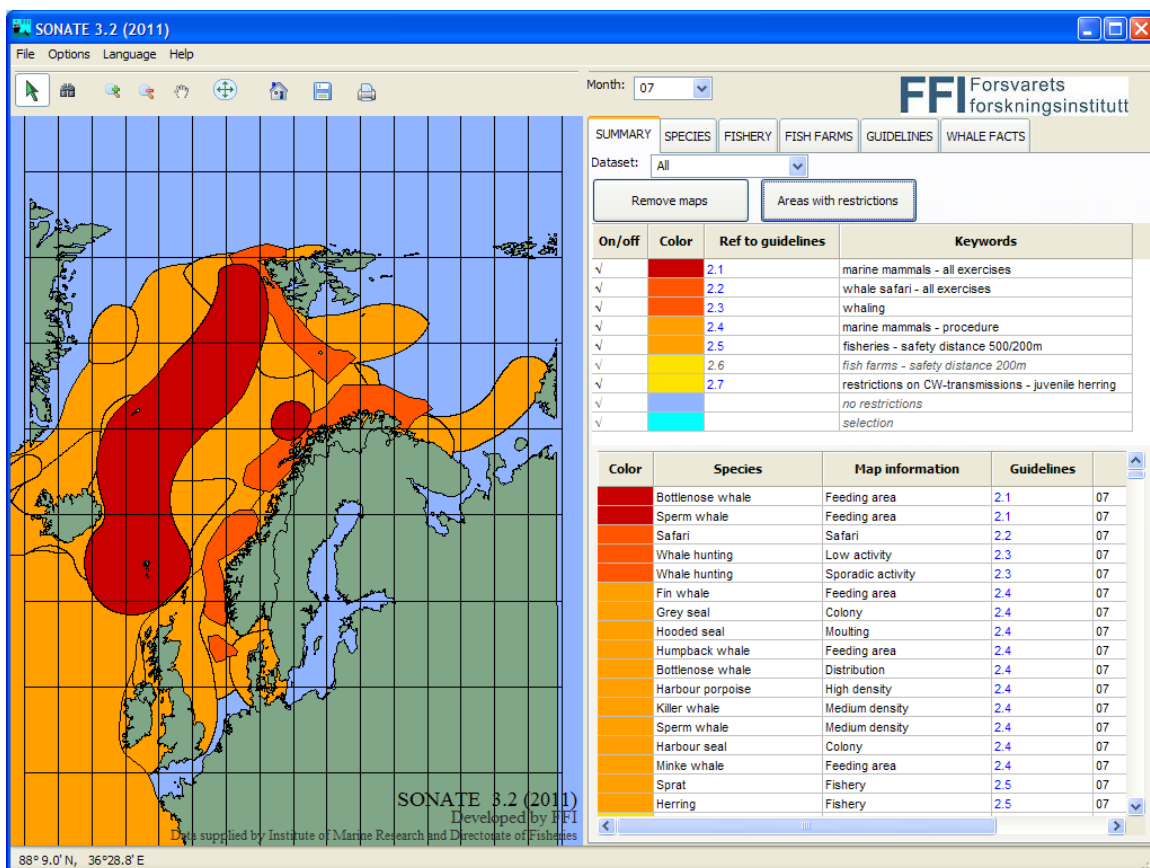 SONATE 3.2 (2011)
File Options Language Help
Month: 07
FFI Forsvarets
forskningsinstitutt
SUMMARY SPECIES FISHERY FISH FARMS GUIDELINES WHALE FACTS
Dataset: All
Remove maps Areas with restrictions
On/off Color Ref to guidelines Keywords
√ 2.1 marine mammals - all exercises
√ 2.2 whale safari - all exercises
√ 2.3 whaling
√ 2.4 marine mammals - procedure
√ 2.5 fisheries - safety distance 500/200m
√ 2.6 fish farms - safety distance 200m
√ 2.7 restrictions on CW-transmissions - juvenile herring
√ no restrictions
√ selection
Color Species Map information Guidelines
Bottlenose whale Feeding area 2.1 07
Sperm whale Feeding area 2.1 07
Safari Safari 2.2 07
Whale hunting Low activity 2.3 07
Whale hunting Sporadic activity 2.3 07
Fin whale Feeding area 2.4 07
Grey seal Colony 2.4 07
Hooded seal Moulting 2.4 07
Humpback whale Feeding area 2.4 07
Bottlenose whale Distribution 2.4 07
Harbour porpoise High density 2.4 07
Killer whale Medium density 2.4 07
Sperm whale Medium density 2.4 07
Harbour seal Colony 2.4 07
Minke whale Feeding area 2.4 07
Sprat Fishery 2.5 07
Herring Fishery 2.5 07
SONATE 3.2 (2011)
Developed by FFI
Data supplied by Institute of Marine Research and Directorate of Fisheries
88° 9.0' N, 36°28.8' E